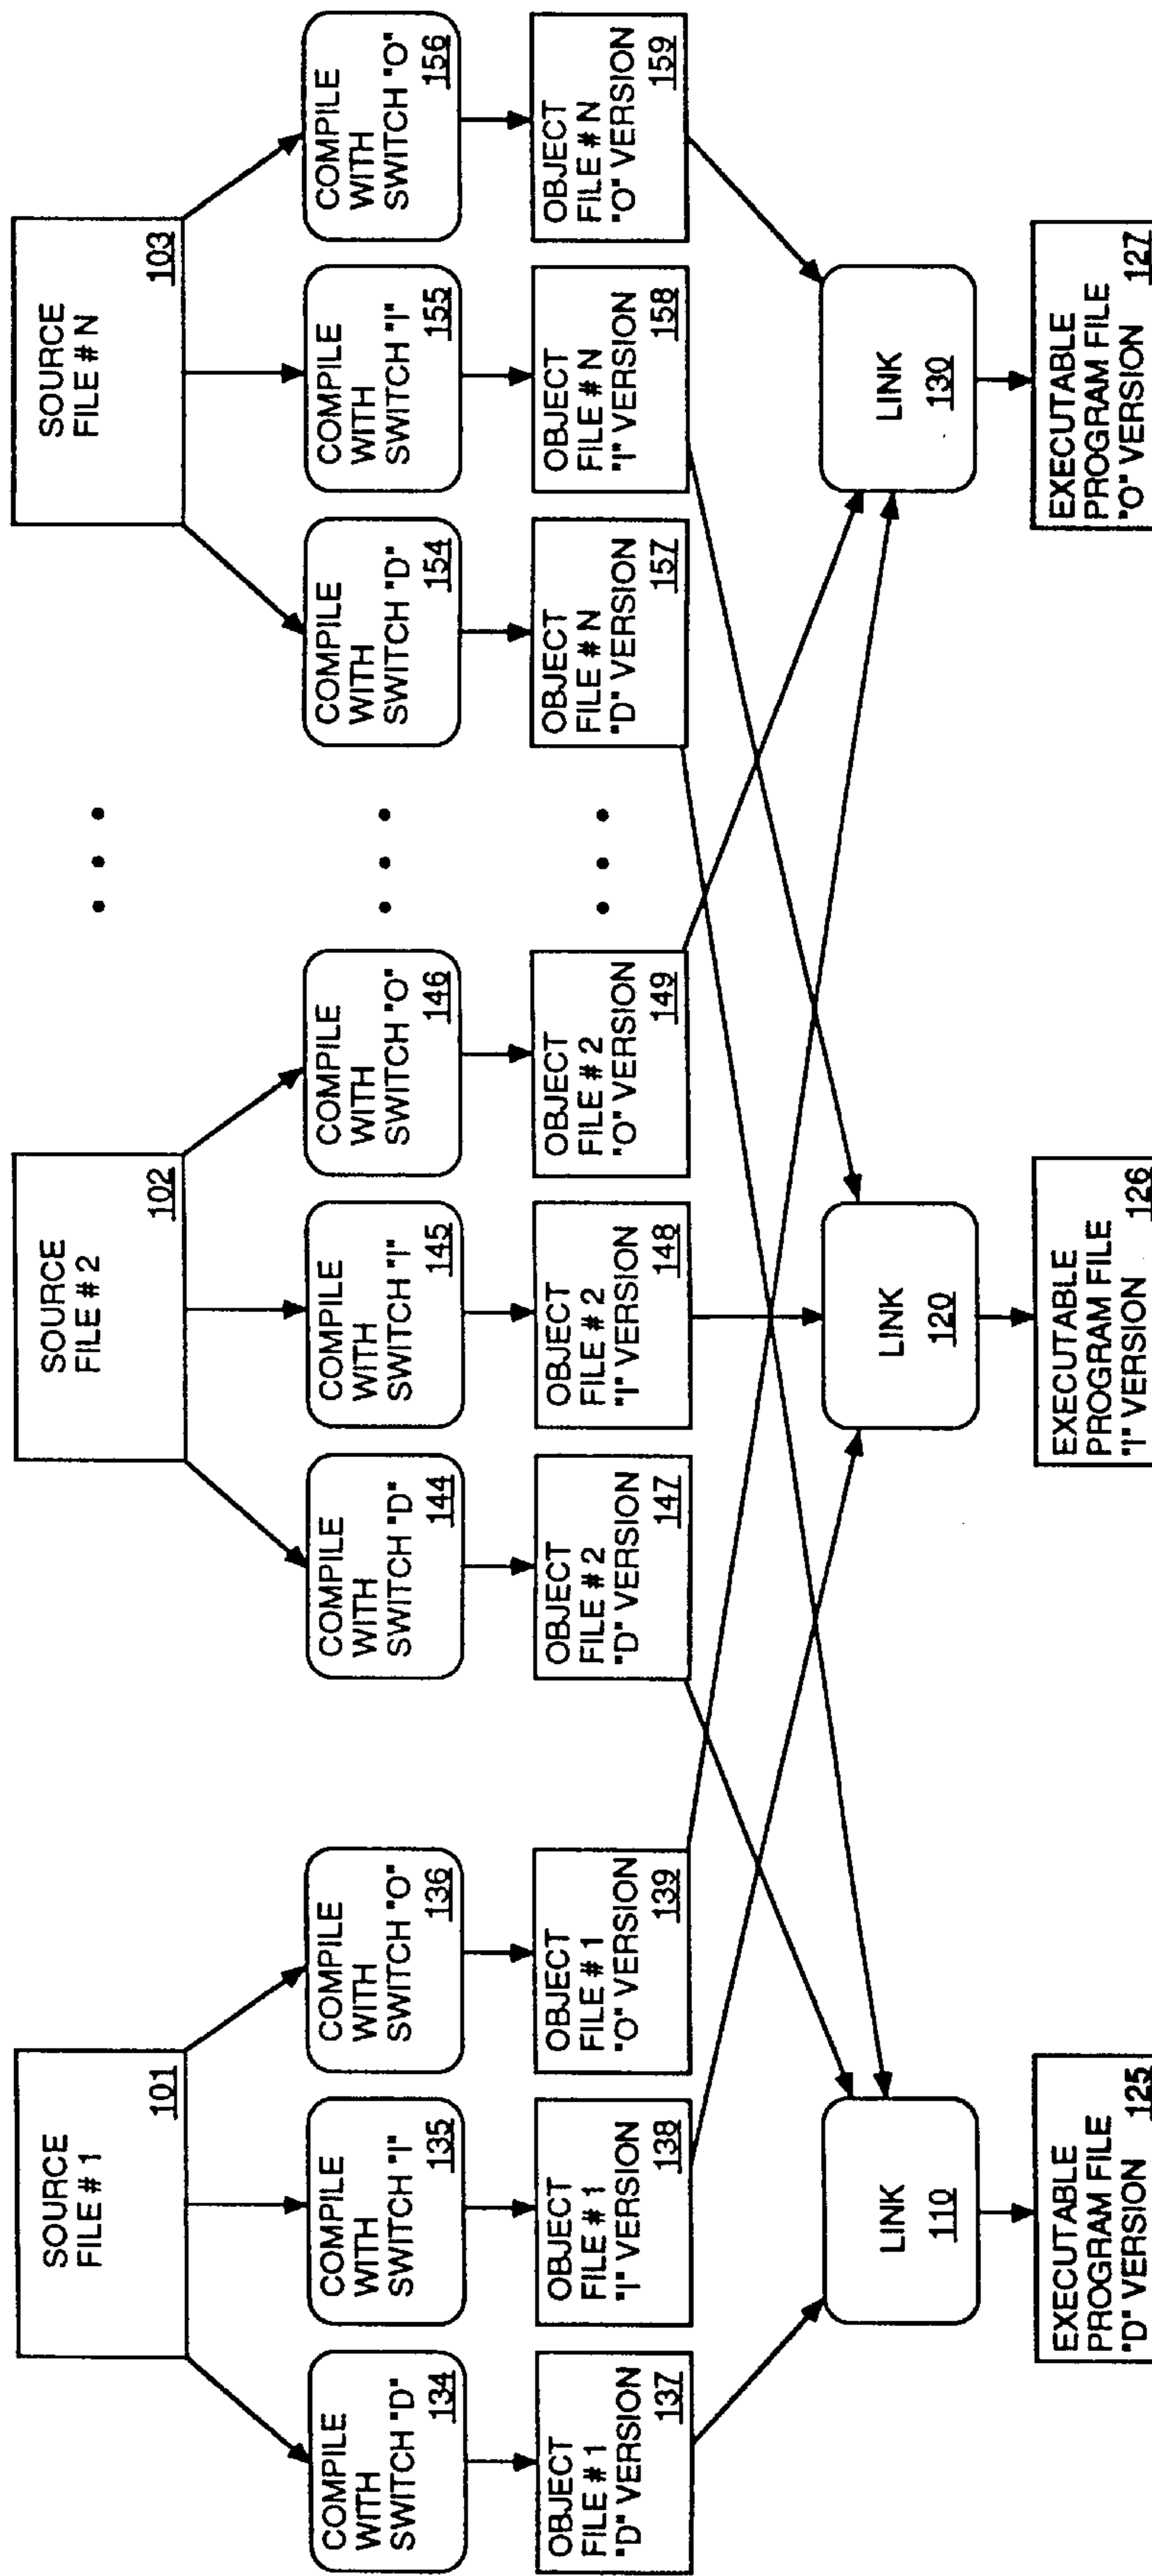 SOURCE
FILE # 1
101
SOURCE
FILE # 2
102
SOURCE
FILE # N
103
COMPILE
WITH
SWITCH "D"
134
COMPILE
WITH
SWITCH "I"
135
COMPILE
WITH
SWITCH "O"
136
COMPILE
WITH
SWITCH "D"
144
COMPILE
WITH
SWITCH "I"
145
COMPILE
WITH
SWITCH "O"
146
COMPILE
WITH
SWITCH "D"
154
COMPILE
WITH
SWITCH "I"
155
COMPILE
WITH
SWITCH "O"
156
OBJECT
FILE # 1
"D" VERSION
137
OBJECT
FILE # 1
"I" VERSION
138
OBJECT
FILE # 1
"O" VERSION
139
OBJECT
FILE # 2
"D" VERSION
147
OBJECT
FILE # 2
"I" VERSION
148
OBJECT
FILE # 2
"O" VERSION
149
OBJECT
FILE # N
"D" VERSION
157
OBJECT
FILE # N
"I" VERSION
158
OBJECT
FILE # N
"O" VERSION
159
LINK
110
LINK
120
LINK
130
EXECUTABLE
PROGRAM FILE
"D" VERSION 125
EXECUTABLE
PROGRAM FILE
"I" VERSION 126
EXECUTABLE
PROGRAM FILE
"O" VERSION 127